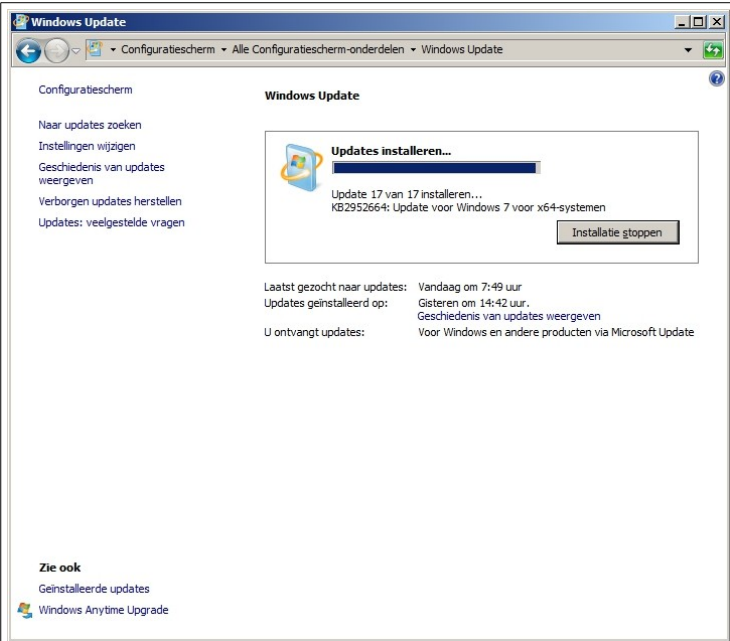 Windows Update
Configuratiescherm Alle Configuratiescherm-onderdelen Windows Update
Configuratiescherm
Naar updates zoeken
Instellingen wijzigen
Geschiedenis van updates
weergeven
Verborgen updates herstellen
Updates: veelgestelde vragen
Windows Update
Updates installeren...
Update 17 van 17 installeren...
KB2952664: Update voor Windows 7 voor x64-systemen
Installatie stoppen
Laatst gezocht naar updates: Vandaag om 7:49 uur
Updates geïnstalleerd op: Gisteren om 14:42 uur.
Geschiedenis van updates weergeven
U ontvangt updates: Voor Windows en andere producten via Microsoft Update
Zie ook
Geïnstalleerde updates
Windows Anytime Upgrade